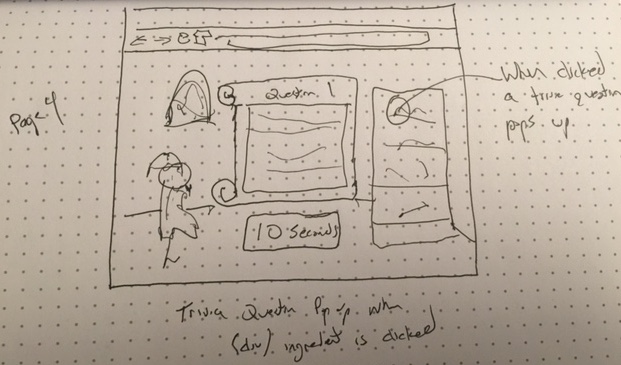 Page 4
Question 1
10 Seconds
When clicked
a trivia question
pops up.
Trivia Question Pop up when
(div) ingredient is clicked